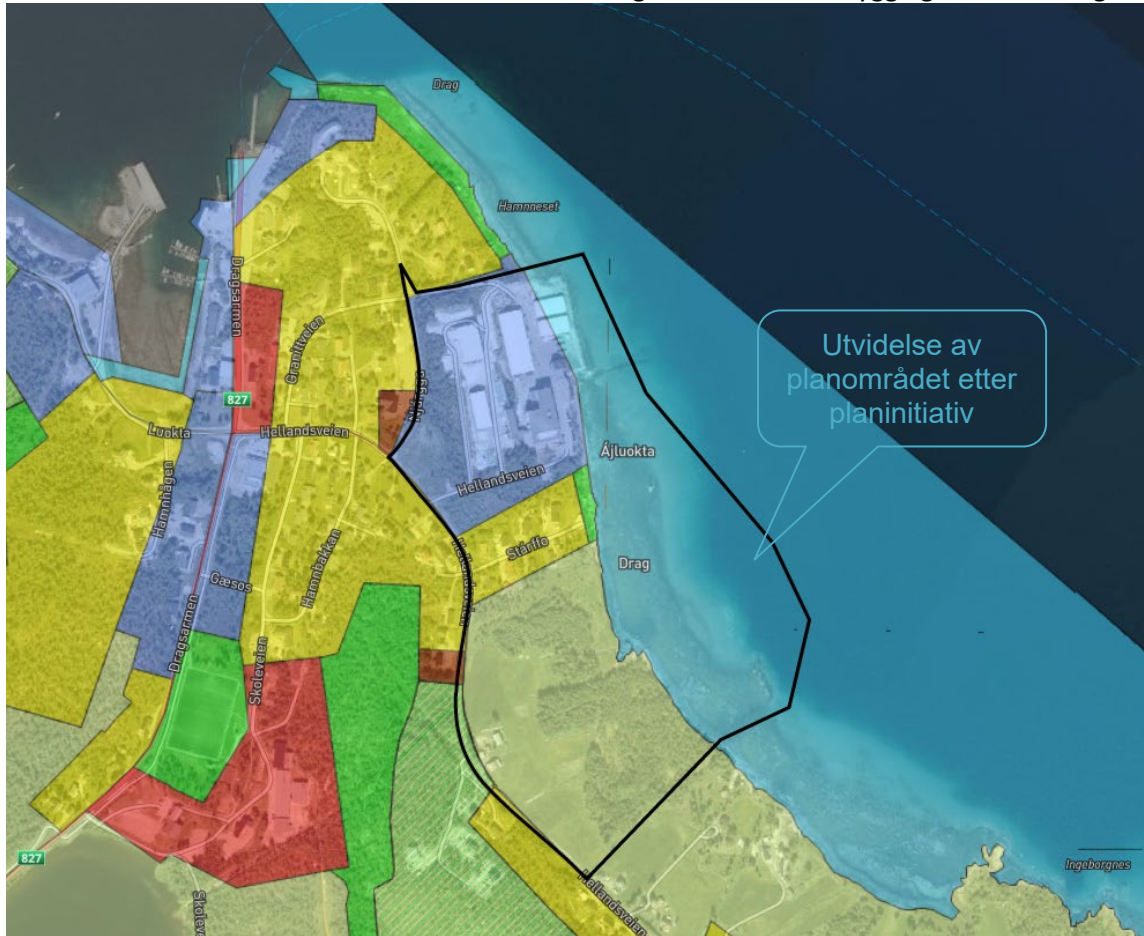 Drag
Hamnneset
Dragsarmen
Granittveien
Utvidelse av
planområdet etter
planinitiativ
827
Luokta
Hellandsveien
Ájluokta
Hamnhågen
Hellandsveien
Stárffo
Drag
Hamnbakkan
Gæsos
Dragsarmen
Skoleveien
827
Hellandsveien
Ingeborgnes